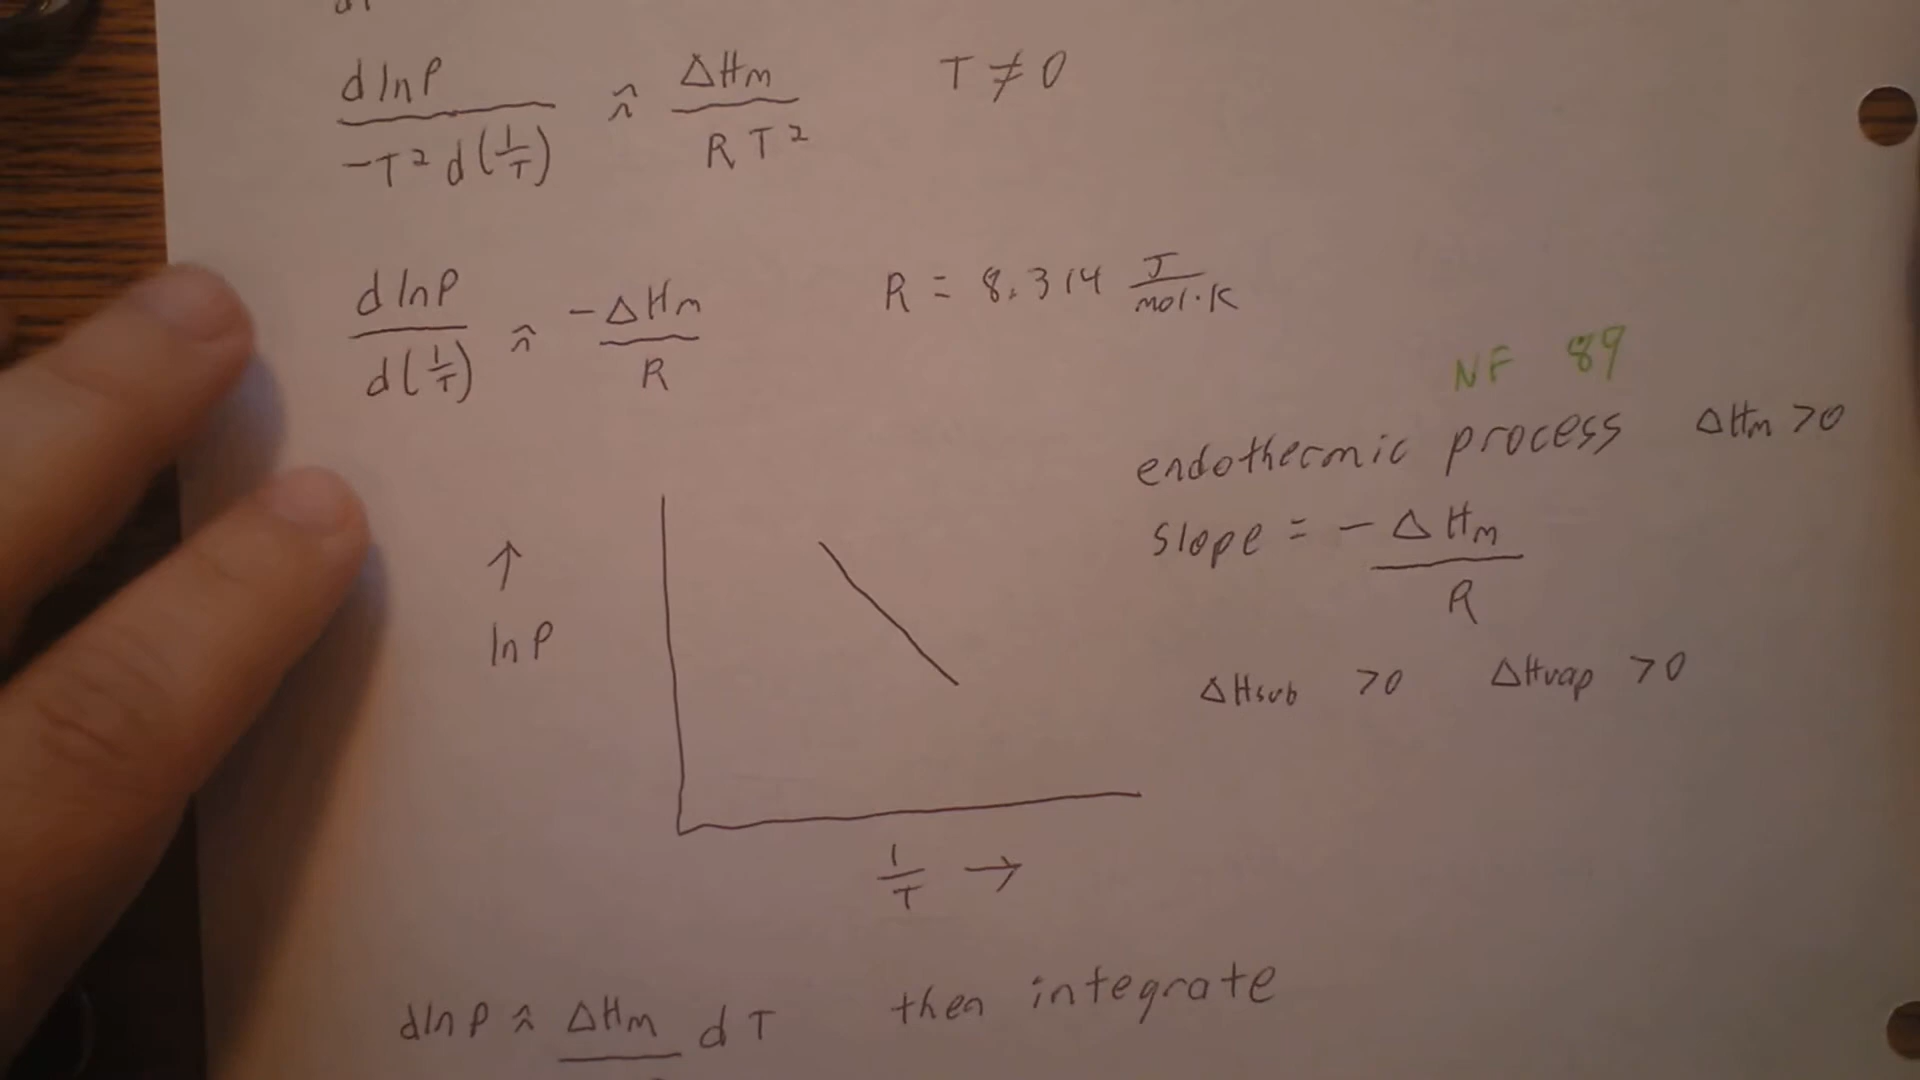 d ln P / -T² d(1/T) ≈ ΔHm / RT² T ≠ 0
d ln P / d(1/T) ≈ -ΔHm / R R = 8.314 J / mol·K
NF 89
endothermic process ΔHm > 0
slope = -ΔHm / R
↑
ln P
ΔHsub > 0 ΔHvap > 0
1/T →
d ln P ≈ ΔHm dT then integrate